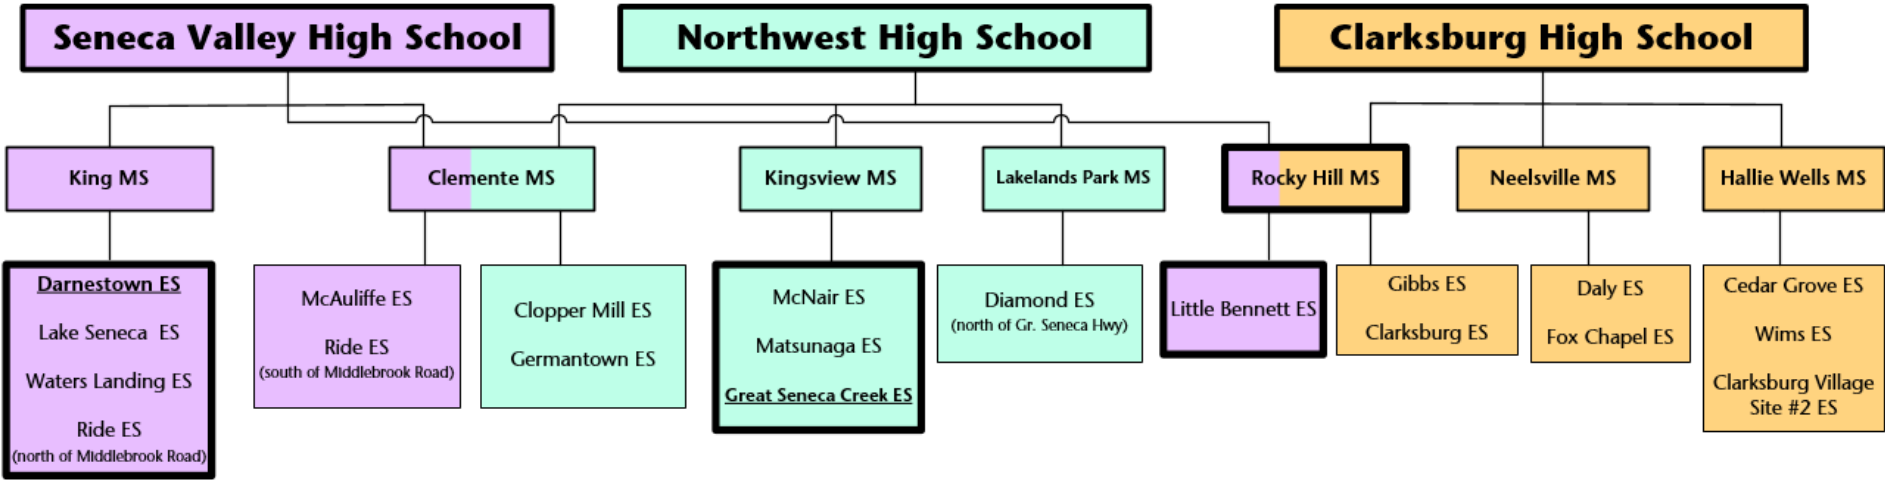 Seneca Valley High School
Northwest High School
Clarksburg High School
King MS
Clemente MS
Kingsview MS
Lakelands Park MS
Rocky Hill MS
Neelsville MS
Hallie Wells MS
Darnestown ES
Lake Seneca ES
Waters Landing ES
Ride ES
(north of Middlebrook Road)
McAuliffe ES
Ride ES
(south of Middlebrook Road)
Clopper Mill ES
Germantown ES
McNair ES
Matsunaga ES
Great Seneca Creek ES
Diamond ES
(north of Gr. Seneca Hwy)
Little Bennett ES
Gibbs ES
Clarksburg ES
Daly ES
Fox Chapel ES
Cedar Grove ES
Wims ES
Clarksburg Village
Site #2 ES